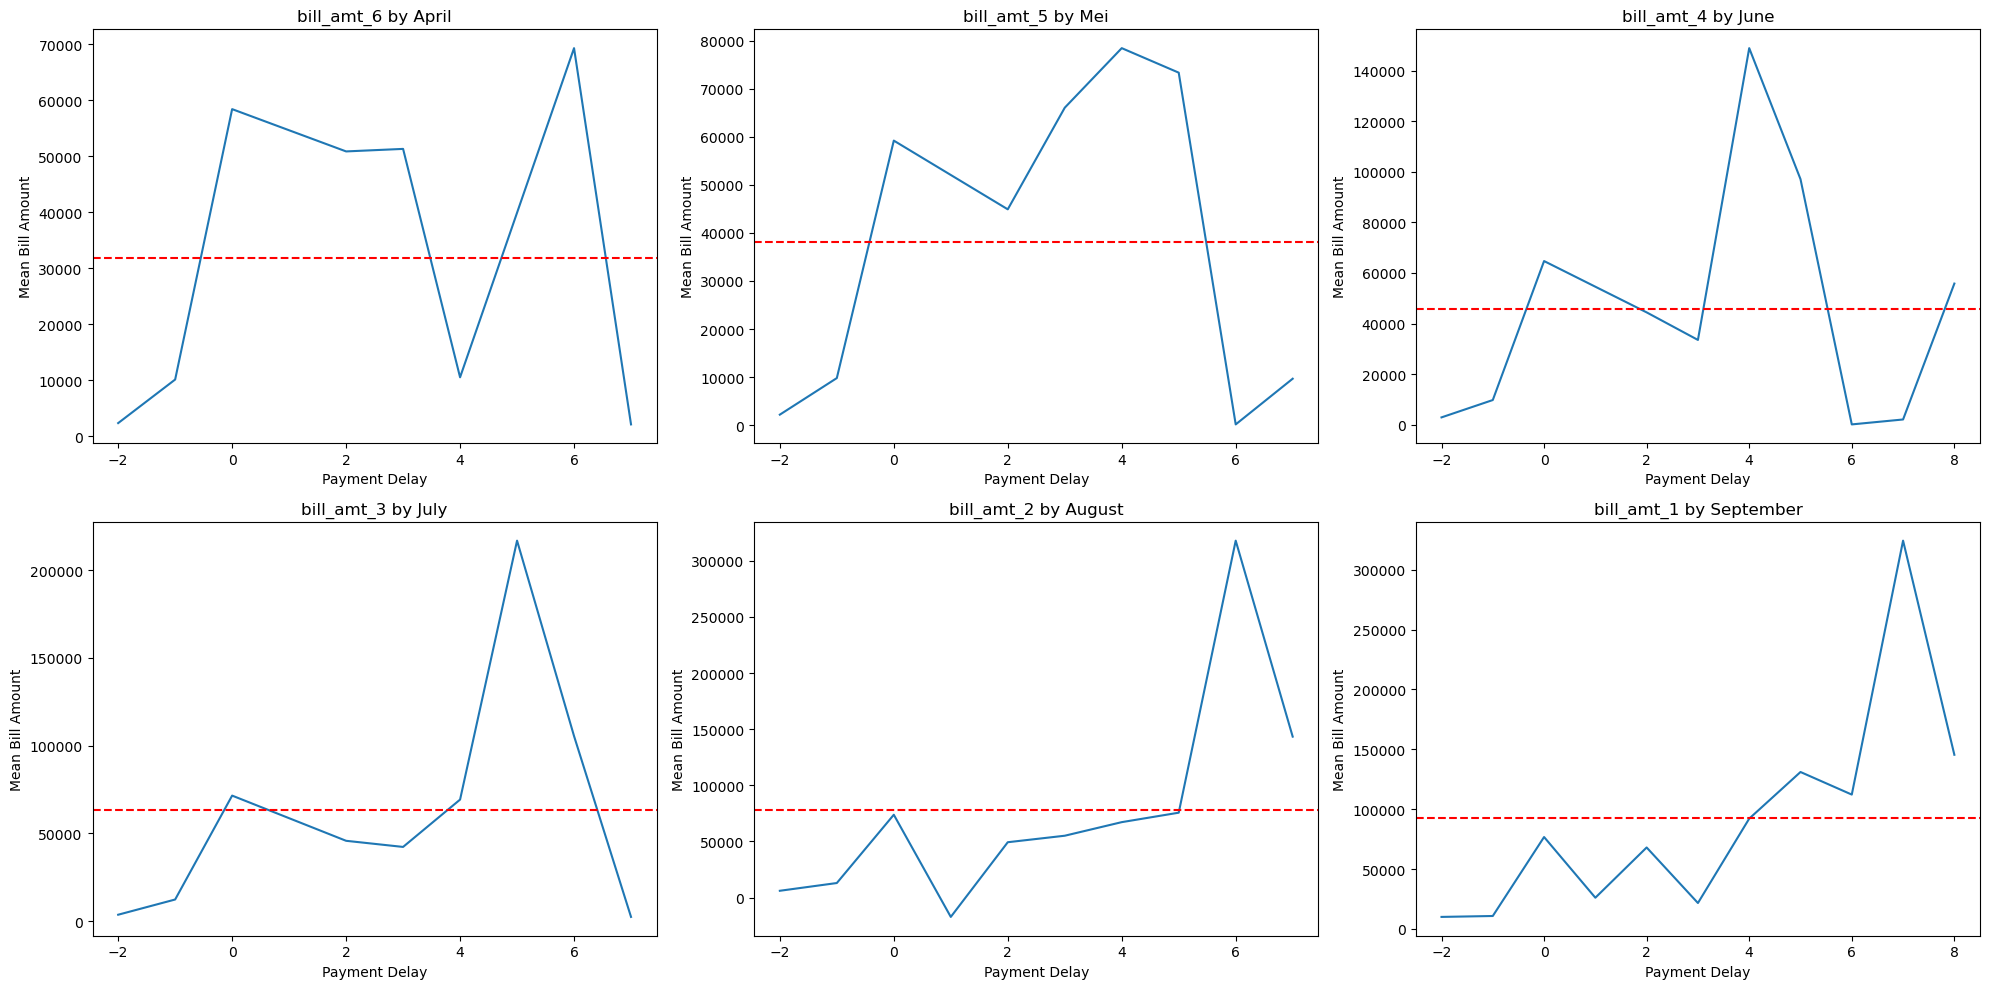 bill_amt_6 by April
70000
60000
50000
40000
30000
20000
10000
0
Mean Bill Amount
−2 0 2 4 6
Payment Delay
bill_amt_5 by Mei
80000
70000
60000
50000
40000
30000
20000
10000
0
Mean Bill Amount
−2 0 2 4 6
Payment Delay
bill_amt_4 by June
140000
120000
100000
80000
60000
40000
20000
0
Mean Bill Amount
−2 0 2 4 6 8
Payment Delay
bill_amt_3 by July
200000
150000
100000
50000
0
Mean Bill Amount
−2 0 2 4 6
Payment Delay
bill_amt_2 by August
300000
250000
200000
150000
100000
50000
0
Mean Bill Amount
−2 0 2 4 6
Payment Delay
bill_amt_1 by September
300000
250000
200000
150000
100000
50000
0
Mean Bill Amount
−2 0 2 4 6 8
Payment Delay